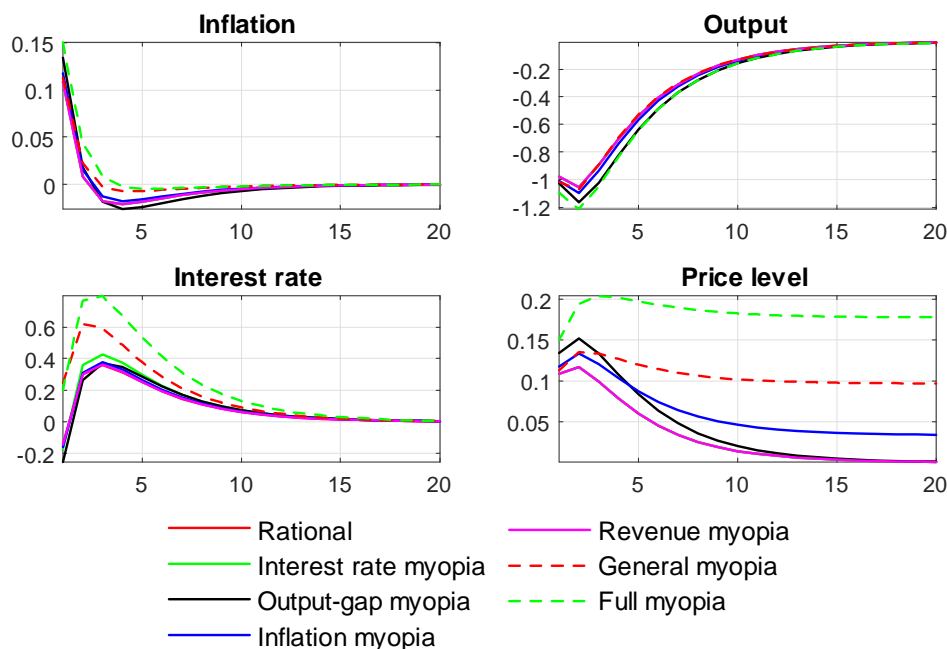 Inflation
0.15
0.1
0.05
0
5 10 15 20
Output
-0.2
-0.4
-0.6
-0.8
-1
-1.2
5 10 15 20
Interest rate
0.6
0.4
0.2
0
-0.2
5 10 15 20
Price level
0.2
0.15
0.1
0.05
5 10 15 20
Rational
Interest rate myopia
Output-gap myopia
Inflation myopia
Revenue myopia
General myopia
Full myopia